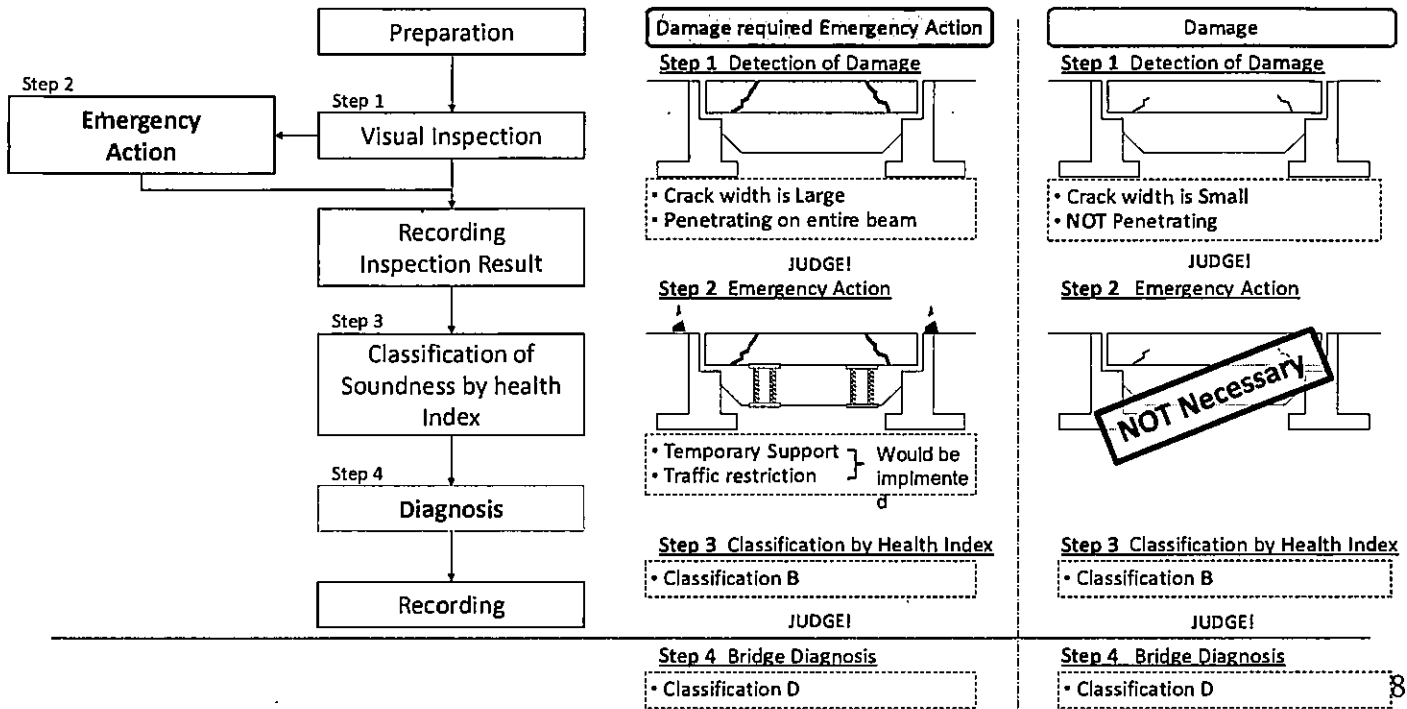 Preparation
Step 2
Emergency
Action
Step 1
Visual Inspection
Recording
Inspection Result
Step 3
Classification of
Soundness by health
Index
Step 4
Diagnosis
Recording
Damage required Emergency Action
Step 1 Detection of Damage
• Crack width is Large
• Penetrating on entire beam
JUDGE!
Step 2 Emergency Action
• Temporary Support
• Traffic restriction
Would be
implmente
d
Step 3 Classification by Health Index
• Classification B
JUDGE!
Step 4 Bridge Diagnosis
• Classification D
Damage
Step 1 Detection of Damage
• Crack width is Small
• NOT Penetrating
JUDGE!
Step 2 Emergency Action
NOT Necessary
Step 3 Classification by Health Index
• Classification B
JUDGE!
Step 4 Bridge Diagnosis
• Classification D
8